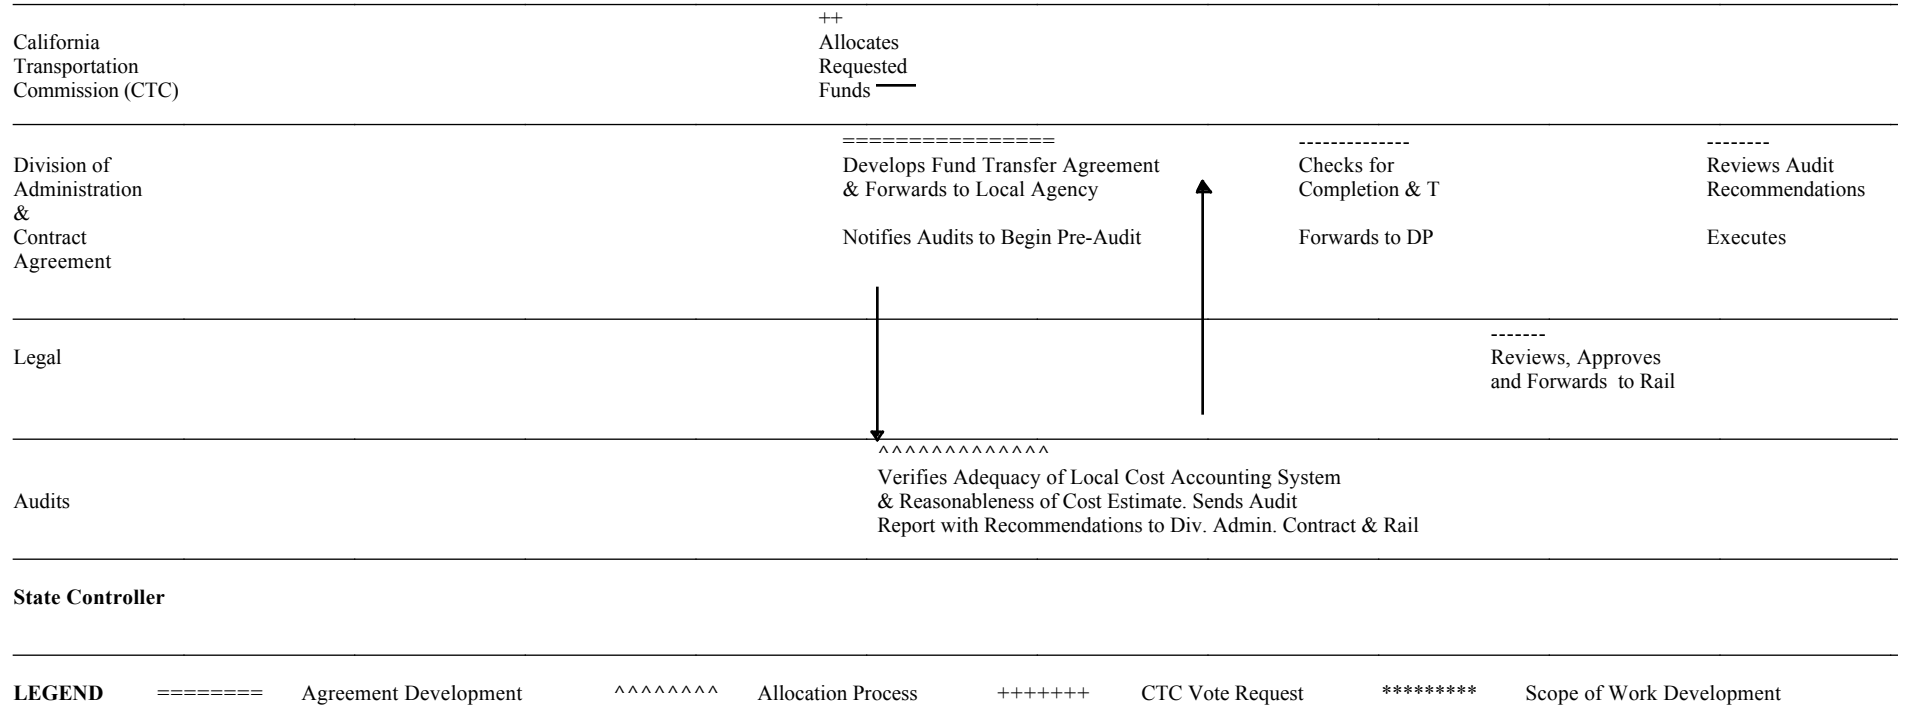 ++
California Allocates
Transportation Requested
Commission (CTC) Funds
================ -------------- --------
Division of Develops Fund Transfer Agreement Checks for Reviews Audit
Administration & Forwards to Local Agency Completion & T Recommendations
&
Contract Notifies Audits to Begin Pre-Audit Forwards to DP Executes
Agreement
-------
Legal Reviews, Approves
and Forwards to Rail
^^^^^^^^^^^^^
Verifies Adequacy of Local Cost Accounting System
Audits & Reasonableness of Cost Estimate. Sends Audit
Report with Recommendations to Div. Admin. Contract & Rail
State Controller
LEGEND ======== Agreement Development ^^^^^^^^ Allocation Process +++++++ CTC Vote Request ********* Scope of Work Development